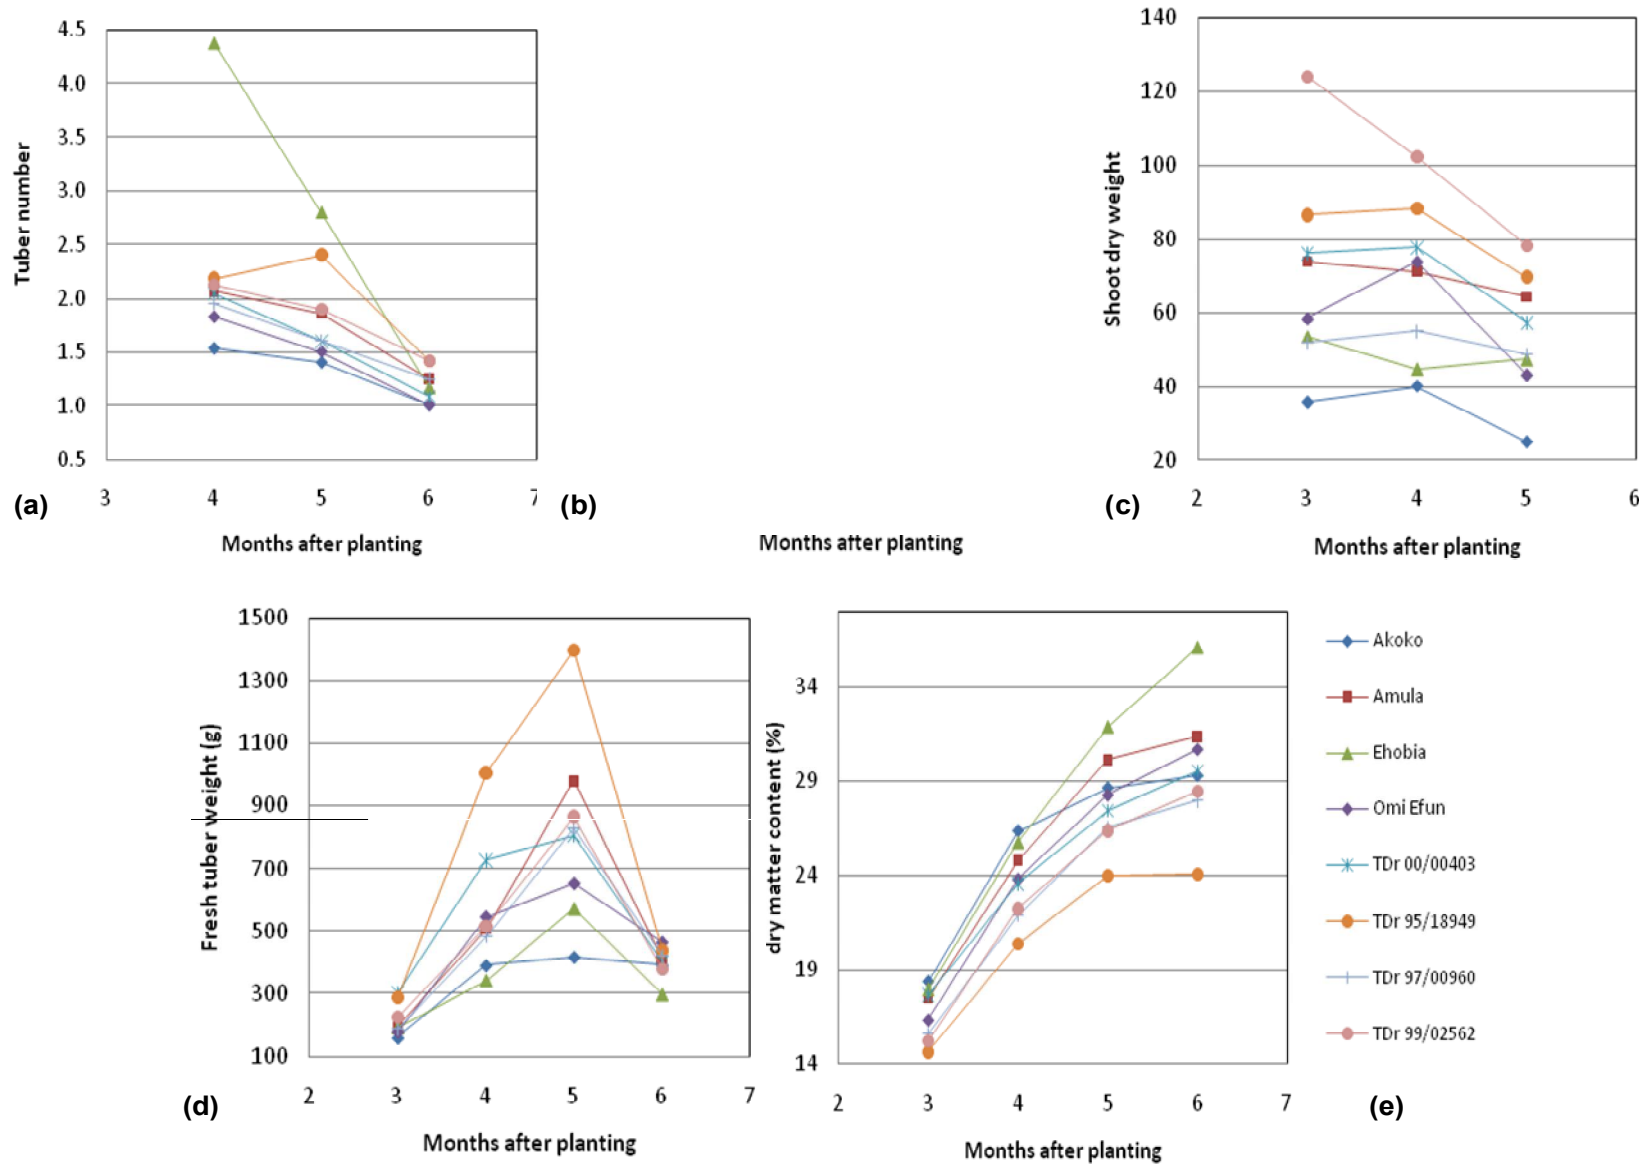 4.5
4.0
3.5
3.0
2.5
2.0
1.5
1.0
0.5
Tuber number
3 4 5 6 7
(a)
Months after planting
(b)
Months after planting
140
120
100
80
60
40
20
Shoot dry weight
2 3 4 5 6
(c)
Months after planting
1500
1300
1100
900
700
500
300
100
Fresh tuber weight (g)
2 3 4 5 6 7
(d)
Months after planting
34
29
24
19
14
dry matter content (%)
2 3 4 5 6 7
(e)
Months after planting
Akoko
Amula
Ehobia
Omi Efun
TDr 00/00403
TDr 95/18949
TDr 97/00960
TDr 99/02562